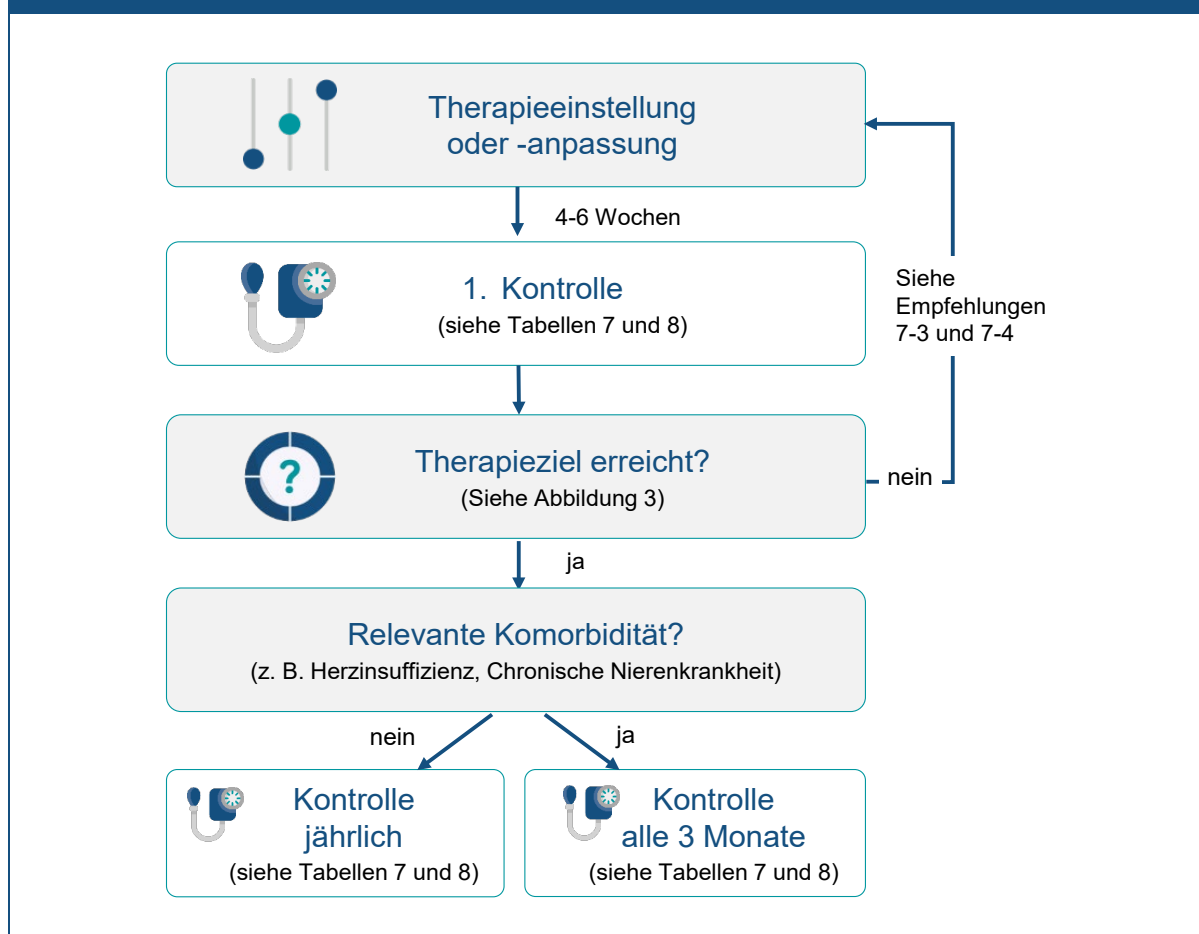 Therapieeinstellung
oder -anpassung
4-6 Wochen
1. Kontrolle
(siehe Tabellen 7 und 8)
Siehe
Empfehlungen
7-3 und 7-4
?
Therapieziel erreicht?
(Siehe Abbildung 3)
nein
ja
Relevante Komorbidität?
(z. B. Herzinsuffizienz, Chronische Nierenkrankheit)
nein
ja
Kontrolle
jährlich
(siehe Tabellen 7 und 8)
Kontrolle
alle 3 Monate
(siehe Tabellen 7 und 8)